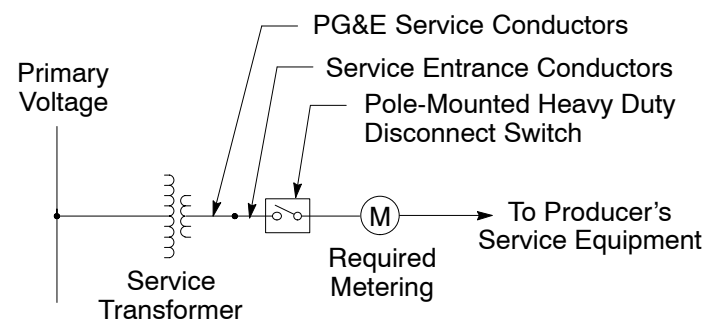 PG&E Service Conductors
Primary
Voltage
Service Entrance Conductors
Pole-Mounted Heavy Duty
Disconnect Switch
M
To Producer's
Service Equipment
Required
Metering
Service
Transformer